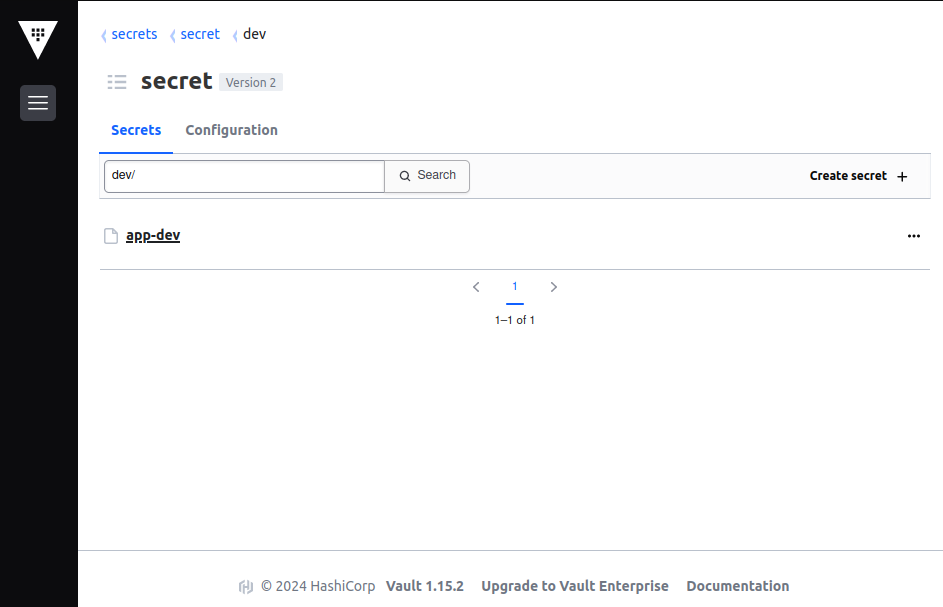 secrets secret dev
secret Version 2
Secrets Configuration
dev/ Search Create secret
app-dev
1
1–1 of 1
© 2024 HashiCorp Vault 1.15.2 Upgrade to Vault Enterprise Documentation